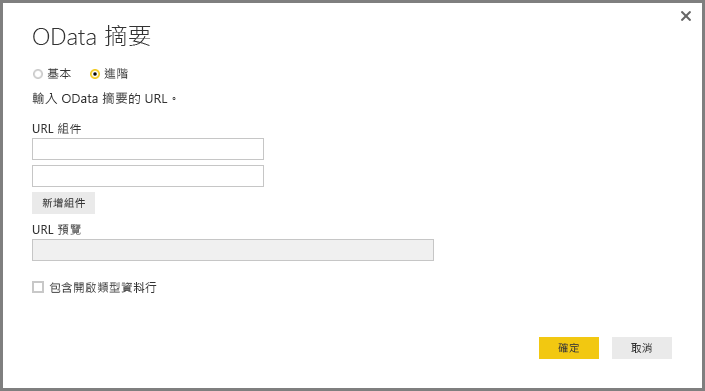 OData 摘要
基本 進階
輸入 OData 摘要的 URL。
URL 組件
新增組件
URL 預覽
包含開啟類型資料行
確定 取消